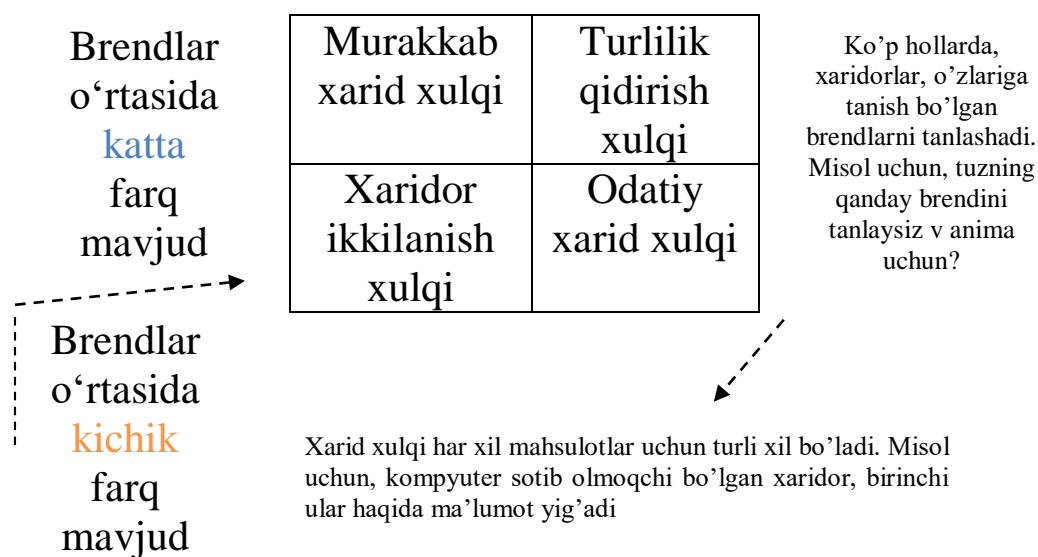 Brendlar
o‘rtasida
katta
farq
mavjud
Murakkab
xarid xulqi
Turlilik
qidirish
xulqi
Xaridor
ikkilanish
xulqi
Odatiy
xarid xulqi
Ko’p hollarda,
xaridorlar, o’zlariga
tanish bo’lgan
brendlarni tanlashadi.
Misol uchun, tuzning
qanday brendini
tanlaysiz v anima
uchun?
Brendlar
o‘rtasida
kichik
farq
mavjud
Xarid xulqi har xil mahsulotlar uchun turli xil bo’ladi. Misol
uchun, kompyuter sotib olmoqchi bo’lgan xaridor, birinchi
ular haqida ma’lumot yig’adi